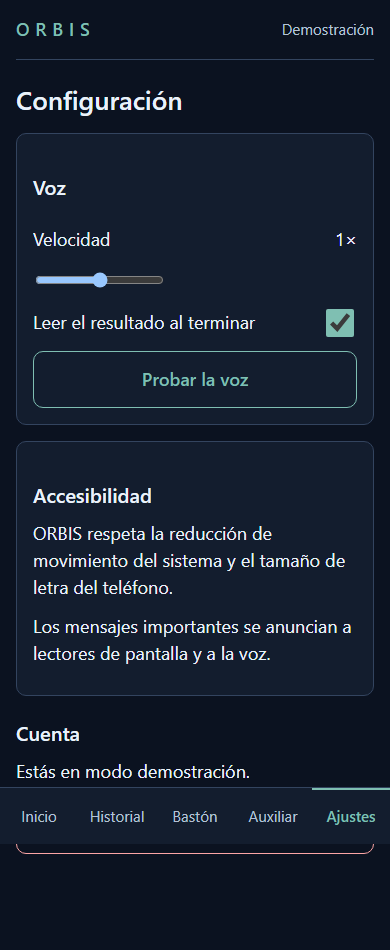 ORBIS
Demostración
Configuración
Voz
Velocidad
1×
Leer el resultado al terminar
Probar la voz
Accesibilidad
ORBIS respeta la reducción de
movimiento del sistema y el tamaño de
letra del teléfono.
Los mensajes importantes se anuncian a
lectores de pantalla y a la voz.
Cuenta
Estás en modo demostración.
Inicio
Historial
Bastón
Auxiliar
Ajustes